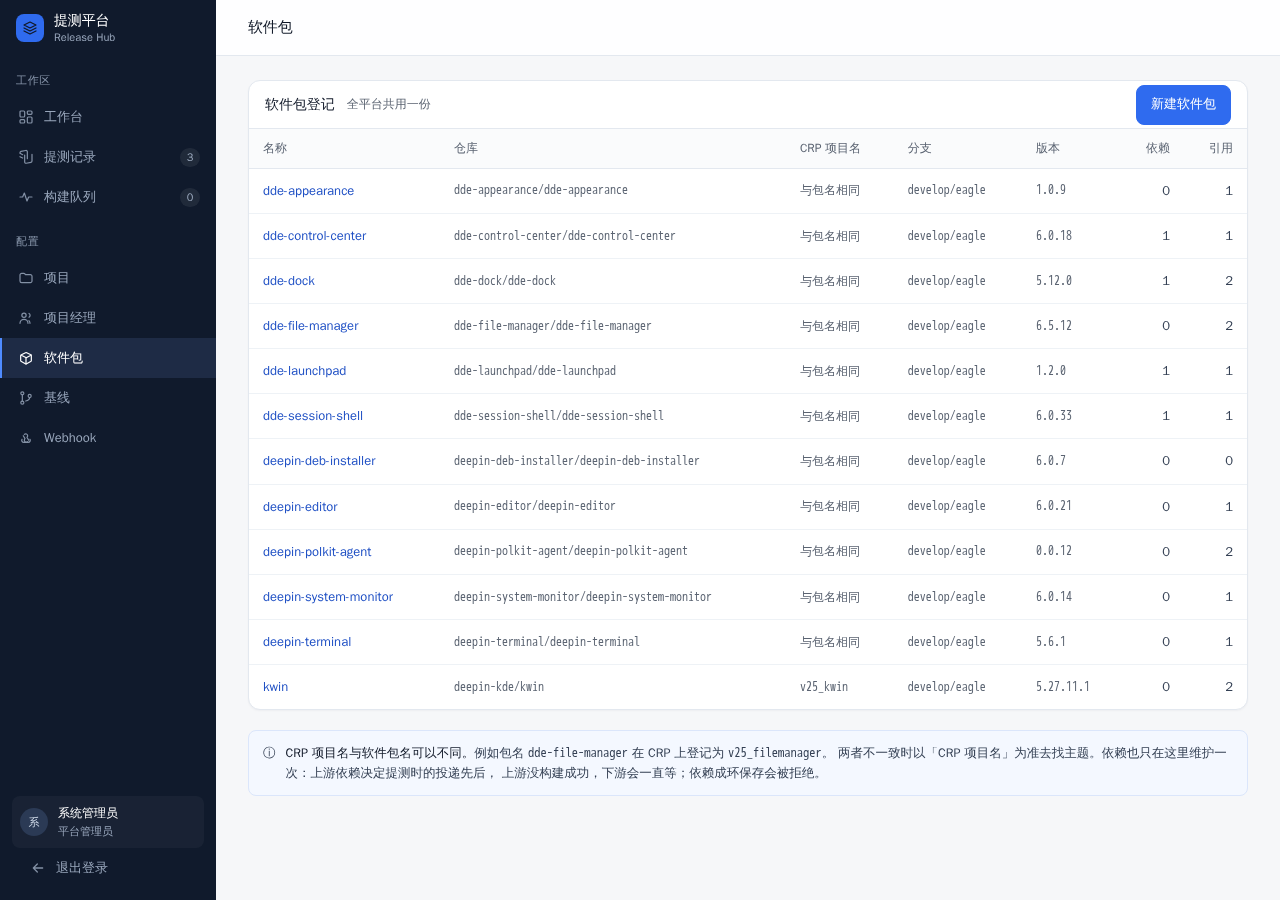 提测平台
Release Hub
工作区
工作台
提测记录 3
构建队列 0
配置
项目
项目经理
软件包
基线
Webhook
系
系统管理员
平台管理员
退出登录
软件包
软件包登记 全平台共用一份 新建软件包
名称 仓库 CRP 项目名 分支 版本 依赖 引用
dde-appearance dde-appearance/dde-appearance 与包名相同 develop/eagle 1.0.9 0 1
dde-control-center dde-control-center/dde-control-center 与包名相同 develop/eagle 6.0.18 1 1
dde-dock dde-dock/dde-dock 与包名相同 develop/eagle 5.12.0 1 2
dde-file-manager dde-file-manager/dde-file-manager 与包名相同 develop/eagle 6.5.12 0 2
dde-launchpad dde-launchpad/dde-launchpad 与包名相同 develop/eagle 1.2.0 1 1
dde-session-shell dde-session-shell/dde-session-shell 与包名相同 develop/eagle 6.0.33 1 1
deepin-deb-installer deepin-deb-installer/deepin-deb-installer 与包名相同 develop/eagle 6.0.7 0 0
deepin-editor deepin-editor/deepin-editor 与包名相同 develop/eagle 6.0.21 0 1
deepin-polkit-agent deepin-polkit-agent/deepin-polkit-agent 与包名相同 develop/eagle 0.0.12 0 2
deepin-system-monitor deepin-system-monitor/deepin-system-monitor 与包名相同 develop/eagle 6.0.14 0 1
deepin-terminal deepin-terminal/deepin-terminal 与包名相同 develop/eagle 5.6.1 0 1
kwin deepin-kde/kwin v25_kwin develop/eagle 5.27.11.1 0 2
CRP 项目名与软件包名可以不同。例如包名 dde-file-manager 在 CRP 上登记为 v25_filemanager。 两者不一致时以「CRP 项目名」为准去找主题。依赖也只在这里维护一
次：上游依赖决定提测时的投递先后， 上游没构建成功，下游会一直等；依赖成环保存会被拒绝。